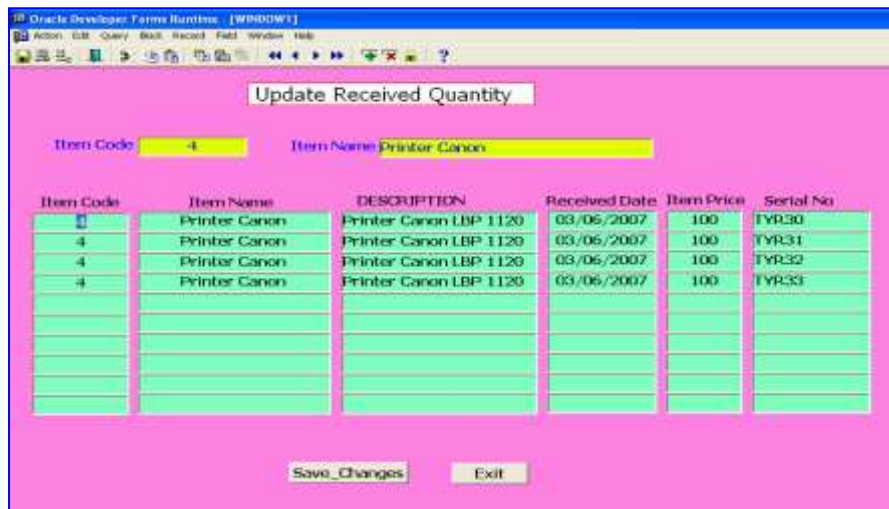 Oracle Developer Forms Runtime - [WINDOW1]
Action Edit Query Block Record Field Window Help
Update Received Quantity
Item Code 4 Item Name Printer Canon
Item Code Item Name DESCRIPTION Received Date Item Price Serial No
4 Printer Canon Printer Canon LBP 1120 03/06/2007 100 TYR30
4 Printer Canon Printer Canon LBP 1120 03/06/2007 100 TYR31
4 Printer Canon Printer Canon LBP 1120 03/06/2007 100 TYR32
4 Printer Canon Printer Canon LBP 1120 03/06/2007 100 TYR33
Save_Changes Exit